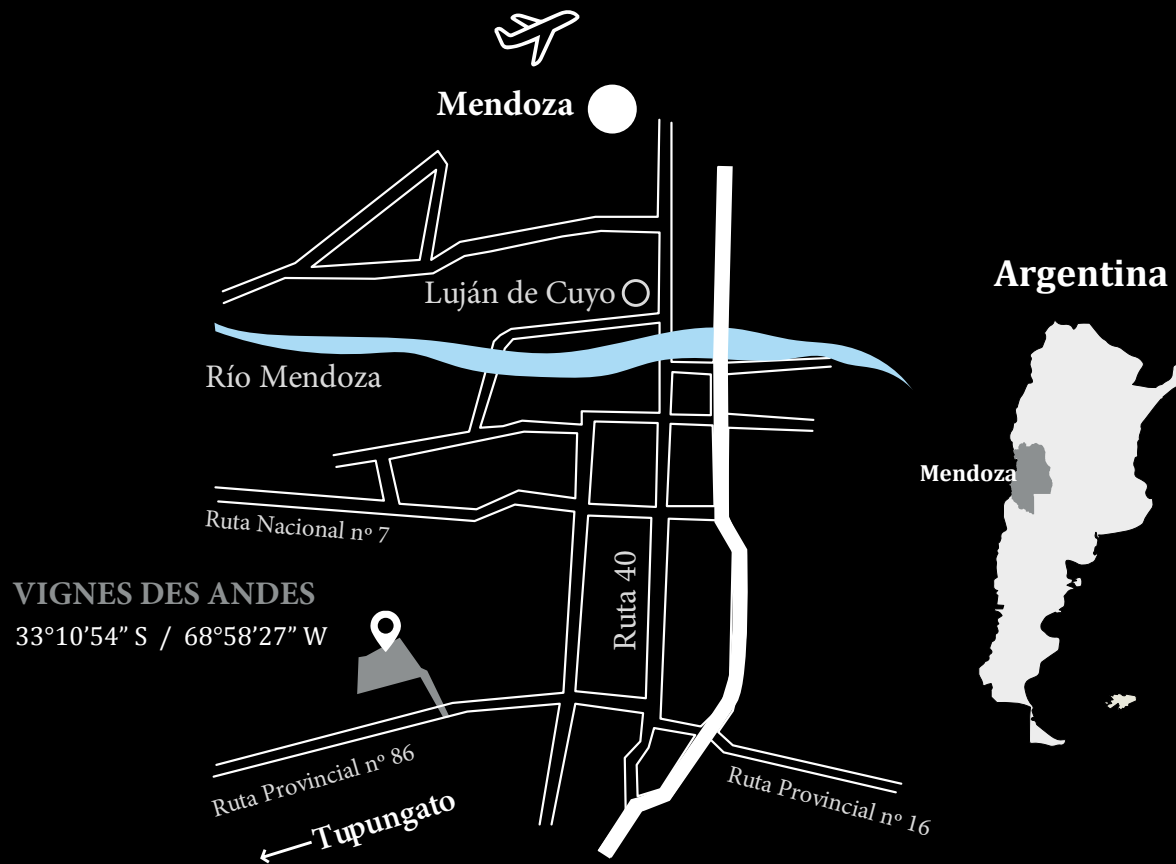 Mendoza
Argentina
Luján de Cuyo
Río Mendoza
Mendoza
Ruta Nacional nº 7
Ruta 40
VIGNES DES ANDES
33°10’54” S / 68°58’27” W
Ruta Provincial nº 86
Ruta Provincial nº 16
Tupungato